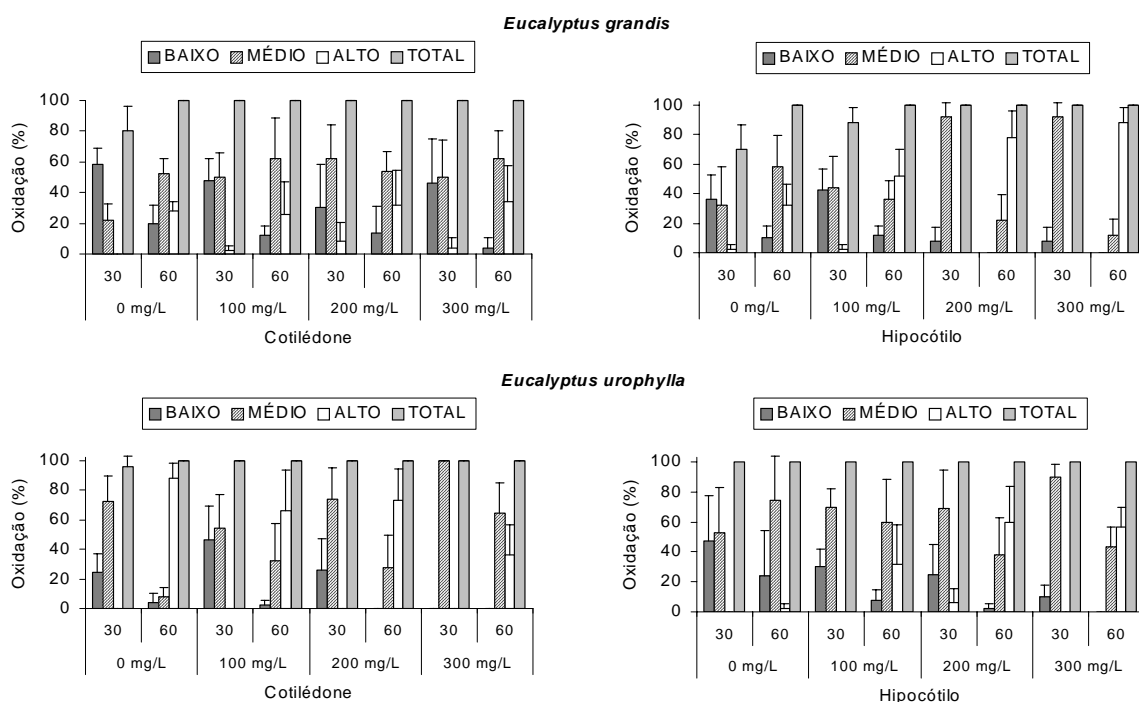 Eucalyptus grandis
BAIXO MÉDIO ALTO TOTAL
Oxidação (%)
100
80
60
40
20
0
30 60 30 60 30 60 30 60
0 mg/L 100 mg/L 200 mg/L 300 mg/L
Cotilédone
BAIXO MÉDIO ALTO TOTAL
Oxidação (%)
100
80
60
40
20
0
30 60 30 60 30 60 30 60
0 mg/L 100 mg/L 200 mg/L 300 mg/L
Hipocótilo
Eucalyptus urophylla
BAIXO MÉDIO ALTO TOTAL
Oxidação (%)
100
80
60
40
20
0
30 60 30 60 30 60 30 60
0 mg/L 100 mg/L 200 mg/L 300 mg/L
Cotilédone
BAIXO MÉDIO ALTO TOTAL
Oxidação (%)
100
80
60
40
20
0
30 60 30 60 30 60 30 60
0 mg/L 100 mg/L 200 mg/L 300 mg/L
Hipocótilo